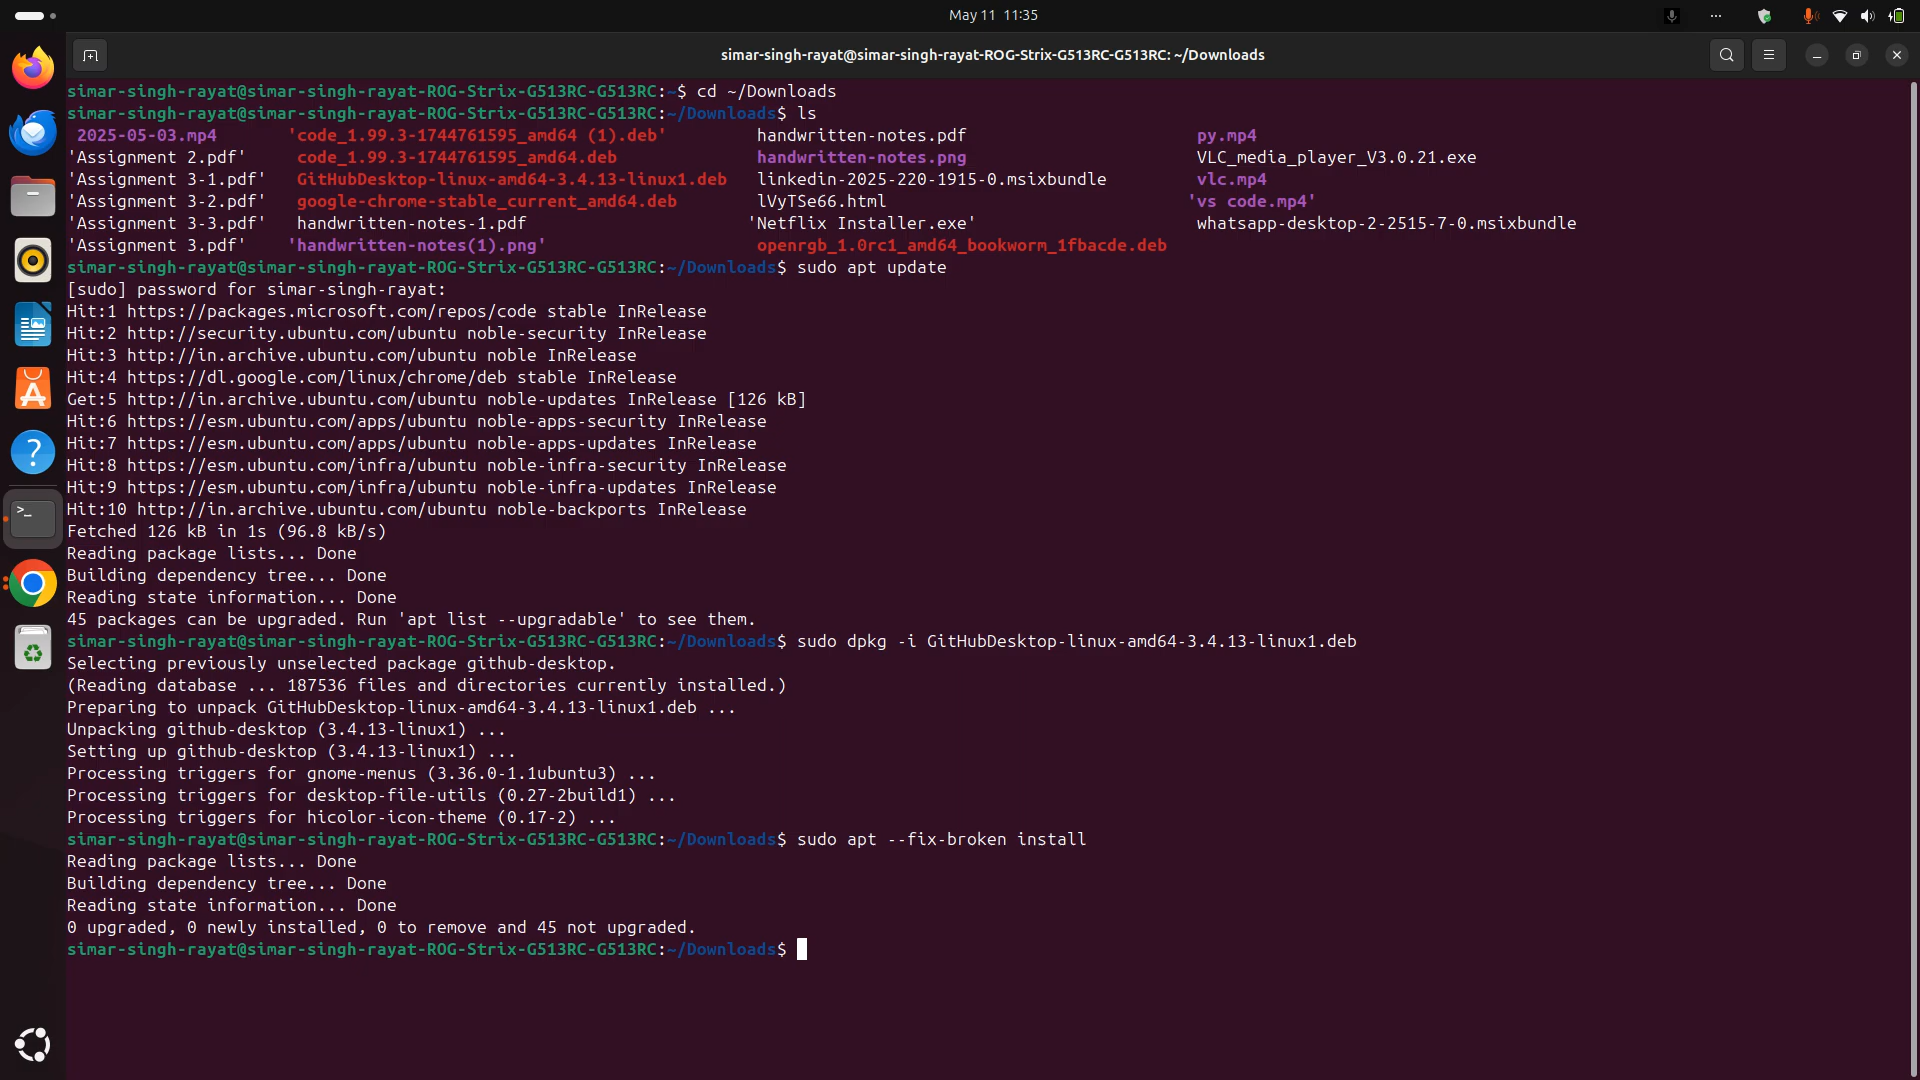 May 11 11:35
simar-singh-rayat@simar-singh-rayat-ROG-Strix-G513RC-G513RC: ~/Downloads
simar-singh-rayat@simar-singh-rayat-ROG-Strix-G513RC-G513RC:~$ cd ~/Downloads
simar-singh-rayat@simar-singh-rayat-ROG-Strix-G513RC-G513RC:~/Downloads$ ls
2025-05-03.mp4 'code_1.99.3-1744761595_amd64 (1).deb' handwritten-notes.pdf py.mp4
'Assignment 2.pdf' code_1.99.3-1744761595_amd64.deb handwritten-notes.png VLC_media_player_V3.0.21.exe
'Assignment 3-1.pdf' GitHubDesktop-linux-amd64-3.4.13-linux1.deb linkedin-2025-220-1915-0.msixbundle vlc.mp4
'Assignment 3-2.pdf' google-chrome-stable_current_amd64.deb lVyTSe66.html 'vs code.mp4'
'Assignment 3-3.pdf' handwritten-notes-1.pdf 'Netflix Installer.exe' whatsapp-desktop-2-2515-7-0.msixbundle
'Assignment 3.pdf' 'handwritten-notes(1).png' openrgb_1.0rc1_amd64_bookworm_1fbacde.deb
simar-singh-rayat@simar-singh-rayat-ROG-Strix-G513RC-G513RC:~/Downloads$ sudo apt update
[sudo] password for simar-singh-rayat:
Hit:1 https://packages.microsoft.com/repos/code stable InRelease
Hit:2 http://security.ubuntu.com/ubuntu noble-security InRelease
Hit:3 http://in.archive.ubuntu.com/ubuntu noble InRelease
Hit:4 https://dl.google.com/linux/chrome/deb stable InRelease
Get:5 http://in.archive.ubuntu.com/ubuntu noble-updates InRelease [126 kB]
Hit:6 https://esm.ubuntu.com/apps/ubuntu noble-apps-security InRelease
Hit:7 https://esm.ubuntu.com/apps/ubuntu noble-apps-updates InRelease
Hit:8 https://esm.ubuntu.com/infra/ubuntu noble-infra-security InRelease
Hit:9 https://esm.ubuntu.com/infra/ubuntu noble-infra-updates InRelease
Hit:10 http://in.archive.ubuntu.com/ubuntu noble-backports InRelease
Fetched 126 kB in 1s (96.8 kB/s)
Reading package lists... Done
Building dependency tree... Done
Reading state information... Done
45 packages can be upgraded. Run 'apt list --upgradable' to see them.
simar-singh-rayat@simar-singh-rayat-ROG-Strix-G513RC-G513RC:~/Downloads$ sudo dpkg -i GitHubDesktop-linux-amd64-3.4.13-linux1.deb
Selecting previously unselected package github-desktop.
(Reading database ... 187536 files and directories currently installed.)
Preparing to unpack GitHubDesktop-linux-amd64-3.4.13-linux1.deb ...
Unpacking github-desktop (3.4.13-linux1) ...
Setting up github-desktop (3.4.13-linux1) ...
Processing triggers for gnome-menus (3.36.0-1.1ubuntu3) ...
Processing triggers for desktop-file-utils (0.27-2build1) ...
Processing triggers for hicolor-icon-theme (0.17-2) ...
simar-singh-rayat@simar-singh-rayat-ROG-Strix-G513RC-G513RC:~/Downloads$ sudo apt --fix-broken install
Reading package lists... Done
Building dependency tree... Done
Reading state information... Done
0 upgraded, 0 newly installed, 0 to remove and 45 not upgraded.
simar-singh-rayat@simar-singh-rayat-ROG-Strix-G513RC-G513RC:~/Downloads$